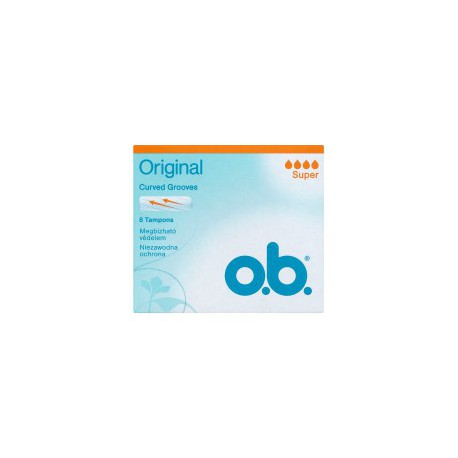 Original
Super
Curved Grooves
8 Tampons
Megbízható
védelem
Niezawodna
ochrona
o.b.®